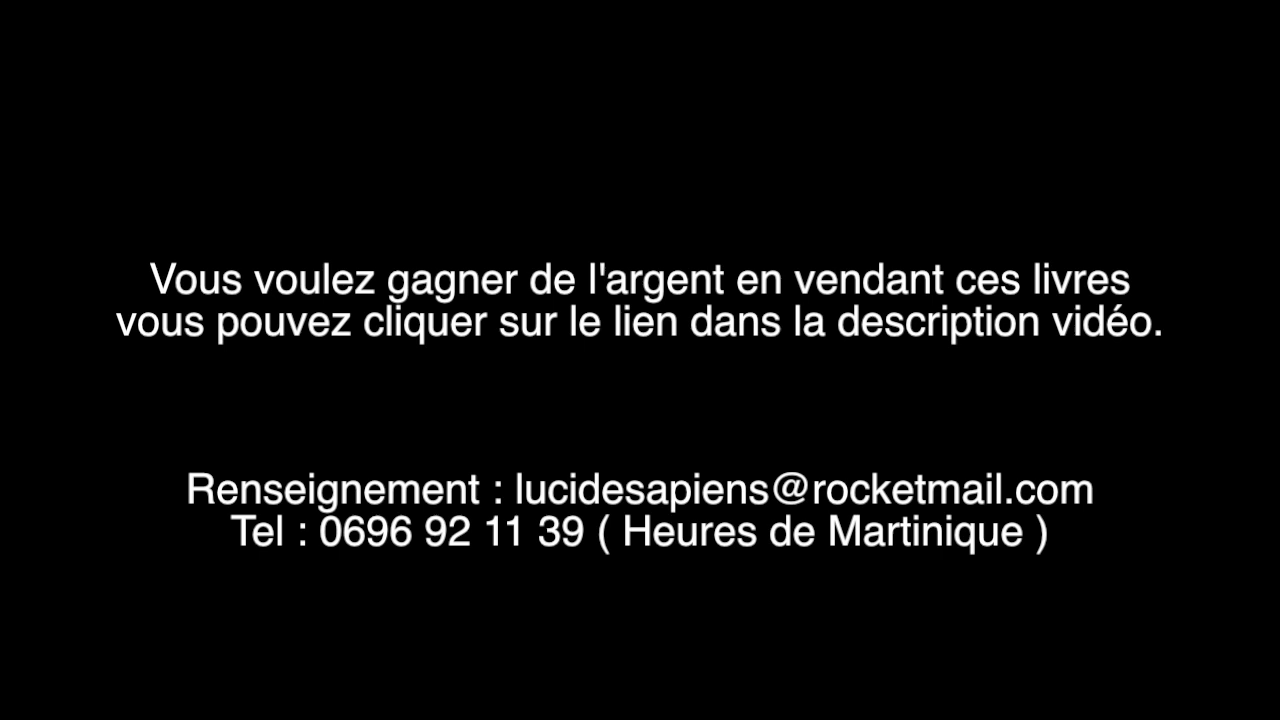 Vous voulez gagner de l'argent en vendant ces livres
vous pouvez cliquer sur le lien dans la description vidéo.
Renseignement : lucidesapiens@rocketmail.com
Tel : 0696 92 11 39 ( Heures de Martinique )